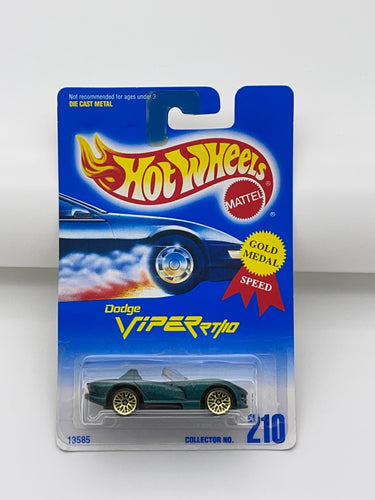 Not recommended for ages under 3
DIE CAST METAL
HOT WHEELS
®
MATTEL
®
GOLD
MEDAL
SPEED
Dodge
VIPER RT/10
13585
COLLECTOR NO.
210